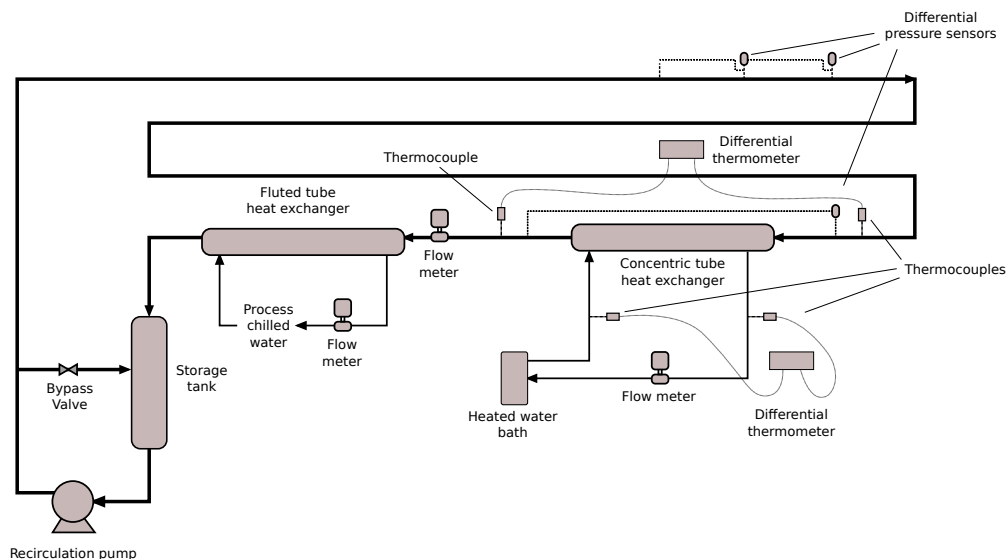 Differential
pressure sensors
Differential
thermometer
Thermocouple
Fluted tube
heat exchanger
Flow
meter
Concentric tube
heat exchanger
Thermocouples
Process
chilled
water
Flow
meter
Storage
tank
Bypass
Valve
Flow meter
Heated water
bath
Differential
thermometer
Recirculation pump